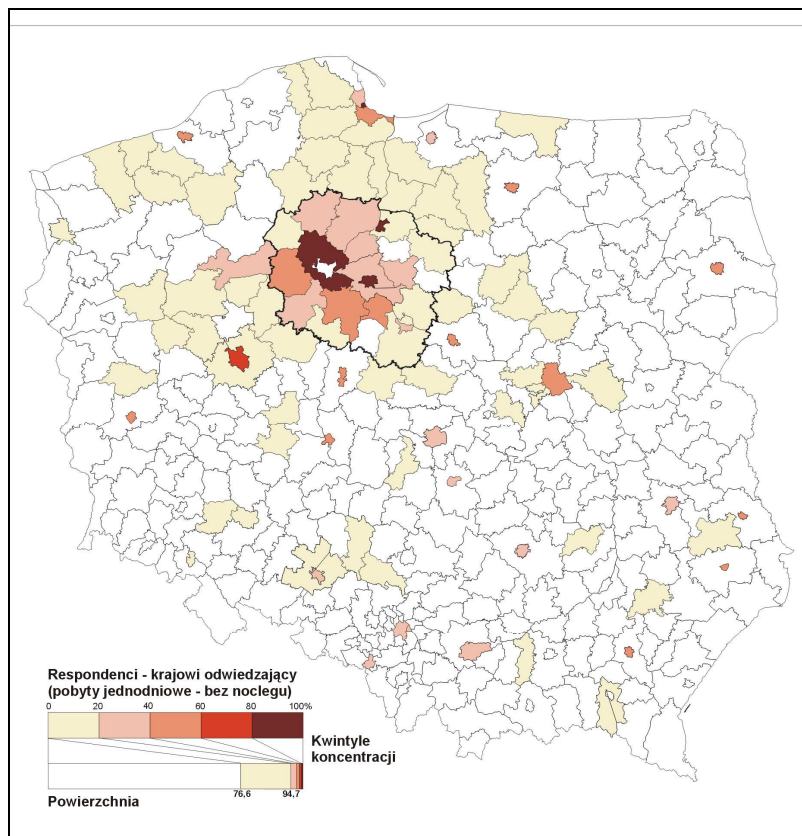 Respondenci - krajowi odwiedzający
(pobyty jednodniowe - bez noclegu)
0 20 40 60 80 100%
Kwintyle
koncentracji
76,6 94,7
Powierzchnia